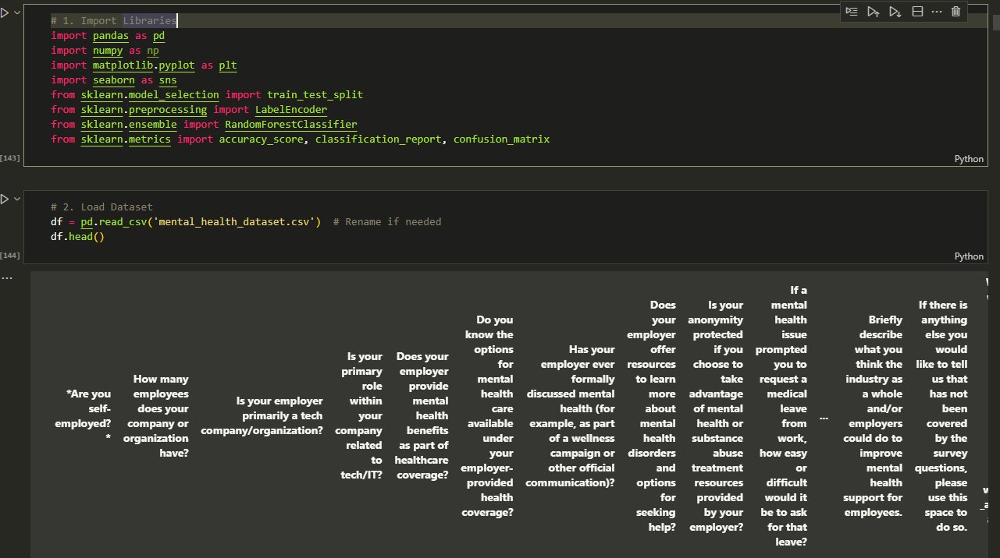 # 1. Import Libraries
import pandas as pd
import numpy as np
import matplotlib.pyplot as plt
import seaborn as sns
from sklearn.model_selection import train_test_split
from sklearn.preprocessing import LabelEncoder
from sklearn.ensemble import RandomForestClassifier
from sklearn.metrics import accuracy_score, classification_report, confusion_matrix
[143]
Python
# 2. Load Dataset
df = pd.read_csv('mental_health_dataset.csv')  # Rename if needed
df.head()
[144]
Python
*Are you
self-
employed?
*
How many
employees
does your
company or
organization
have?
Is your employer
primarily a tech
company/organization?
Is your
primary
role
within
your
company
related
to
tech/IT?
Does your
employer
provide
mental
health
benefits
as part of
healthcare
coverage?
Do you
know the
options
for
mental
health
care
available
under
your
employer-
provided
health
coverage?
Has your
employer ever
formally
discussed mental
health (for
example, as part
of a wellness
campaign or
other official
communication)?
Does
your
employer
offer
resources
to learn
more
about
mental
health
disorders
and
options
for
seeking
help?
Is your
anonymity
protected
if you
choose to
take
advantage
of mental
health or
substance
abuse
treatment
resources
provided
by your
employer?
If a
mental
health
issue
prompted
you to
request a
medical
leave
from
work,
how easy
or
difficult
would it
be to ask
for that
leave?
...
Briefly
describe
what you
think the
industry as
a whole
and/or
employers
could do to
improve
mental
health
support for
employees.
If there is
anything
else you
would
like to tell
us that
has not
been
covered
by the
survey
questions,
please
use this
space to
do so.